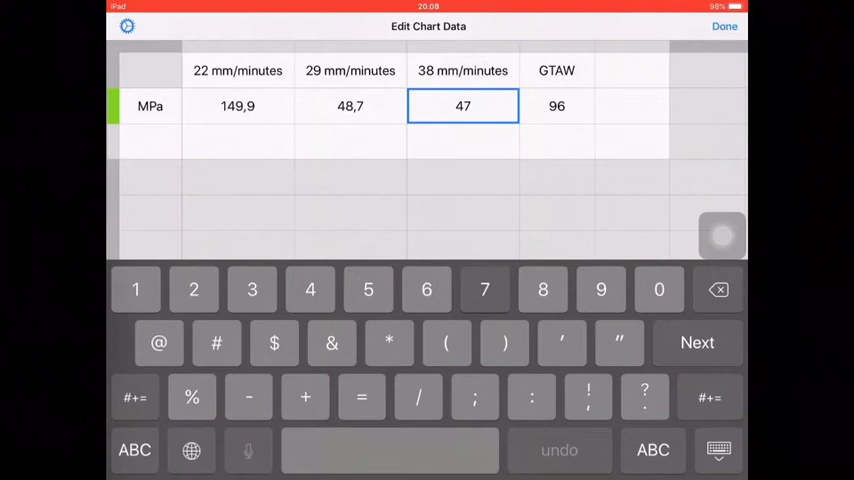 iPad 20.08 98%
Edit Chart Data Done
22 mm/minutes 29 mm/minutes 38 mm/minutes GTAW
MPa 149,9 48,7 47 96
1 2 3 4 5 6 7 8 9 0
@ # $ & * ( ) ' " Next
#+= % - + = / ; : ! , ? . #+=
ABC undo ABC